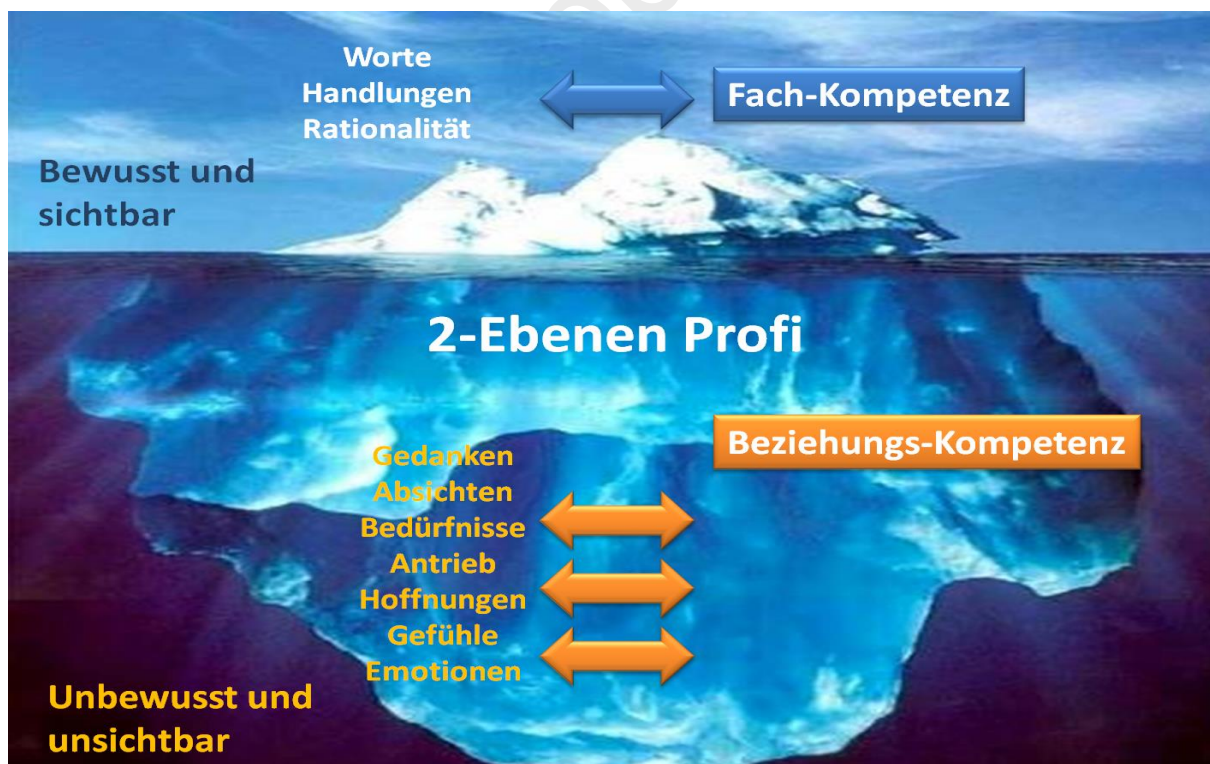 Worte
Handlungen
Rationalität
Fach-Kompetenz
Bewusst und
sichtbar
2-Ebenen Profi
Beziehungs-Kompetenz
Gedanken
Absichten
Bedürfnisse
Antrieb
Hoffnungen
Gefühle
Emotionen
Unbewusst und
unsichtbar